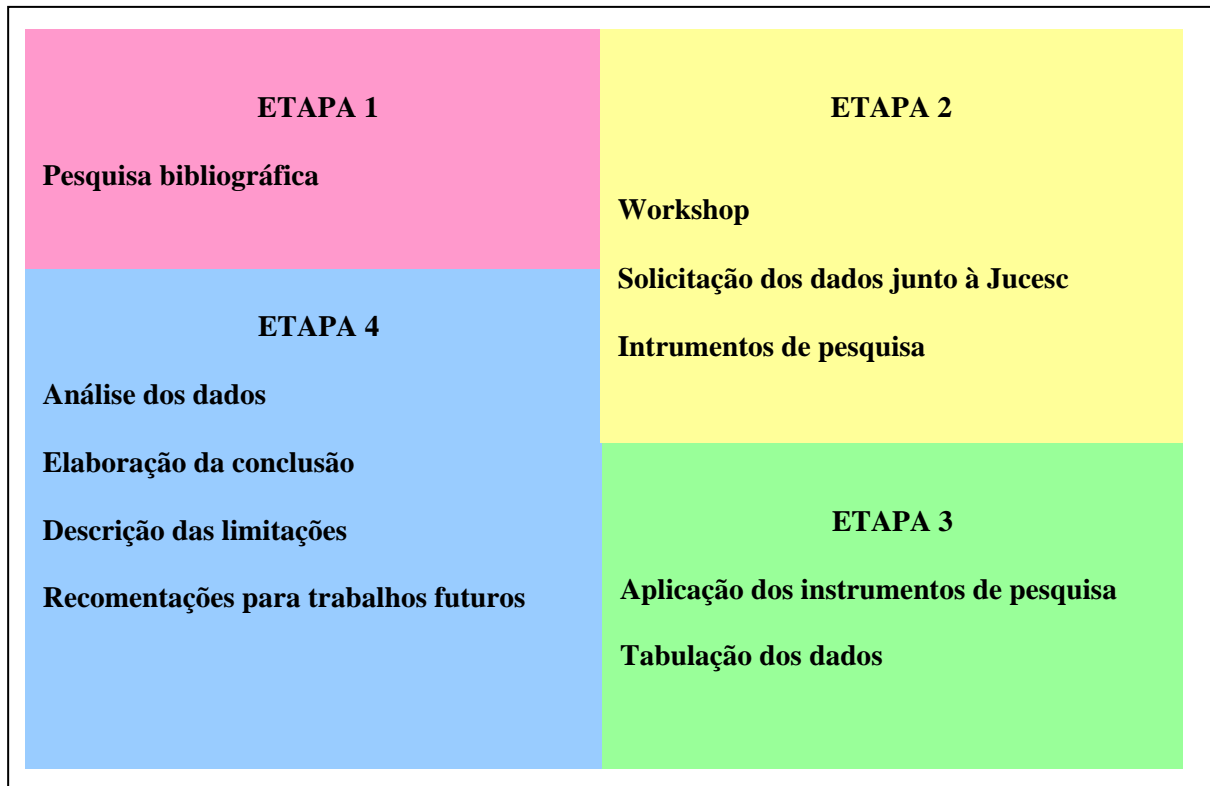 ETAPA 1
Pesquisa bibliográfica
ETAPA 2
Workshop
Solicitação dos dados junto à Jucesc
Intrumentos de pesquisa
ETAPA 3
Aplicação dos instrumentos de pesquisa
Tabulação dos dados
ETAPA 4
Análise dos dados
Elaboração da conclusão
Descrição das limitações
Recomentações para trabalhos futuros